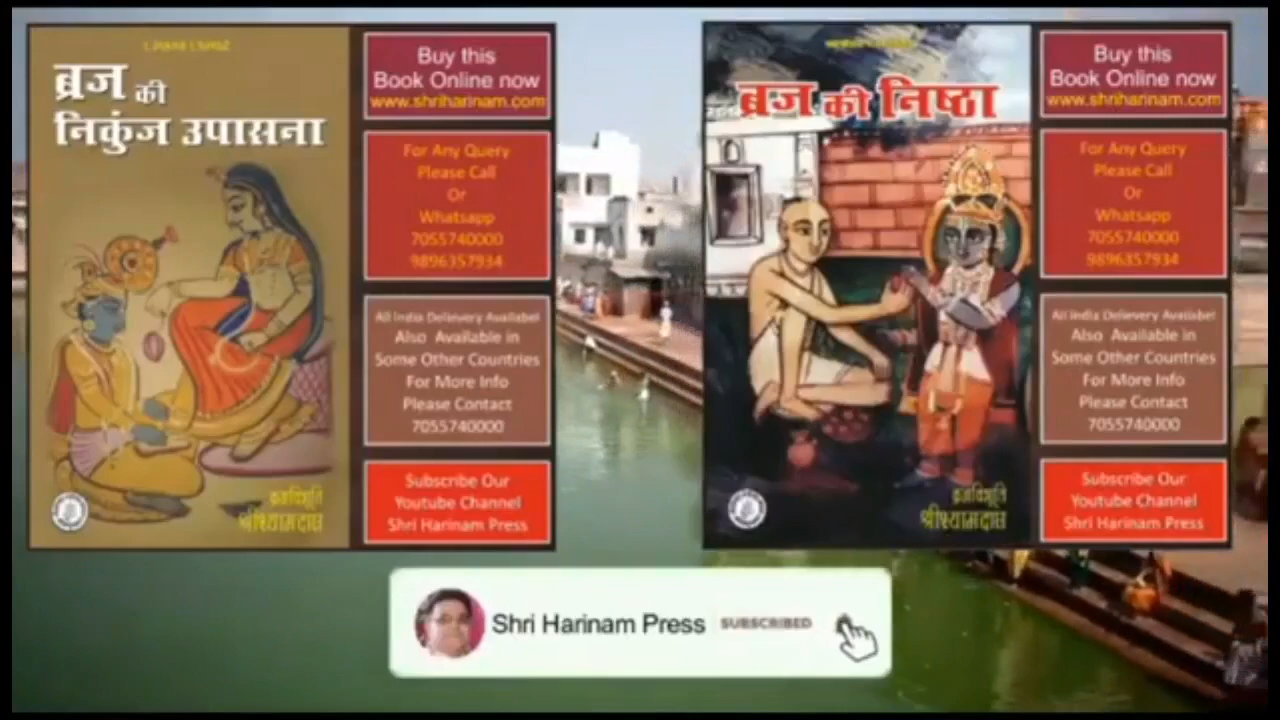 ब्रज की
निकुंज उपासना
ब्रजविभूति
श्रीश्यामदास
Buy this
Book Online now
www.shriharinam.com
For Any Query
Please Call
Or
Whatsapp
7055740000
9896357934
All India Delievery Availabel
Also Available in
Some Other Countries
For More Info
Please Contact
7055740000
Subscribe Our
Youtube Channel
Shri Harinam Press
ब्रज की निष्ठा
ब्रजविभूति
श्रीश्यामदास
Buy this
Book Online now
www.shriharinam.com
For Any Query
Please Call
Or
Whatsapp
7055740000
9896357934
All India Delievery Availabel
Also Available in
Some Other Countries
For More Info
Please Contact
7055740000
Subscribe Our
Youtube Channel
Shri Harinam Press
Shri Harinam Press SUBSCRIBED